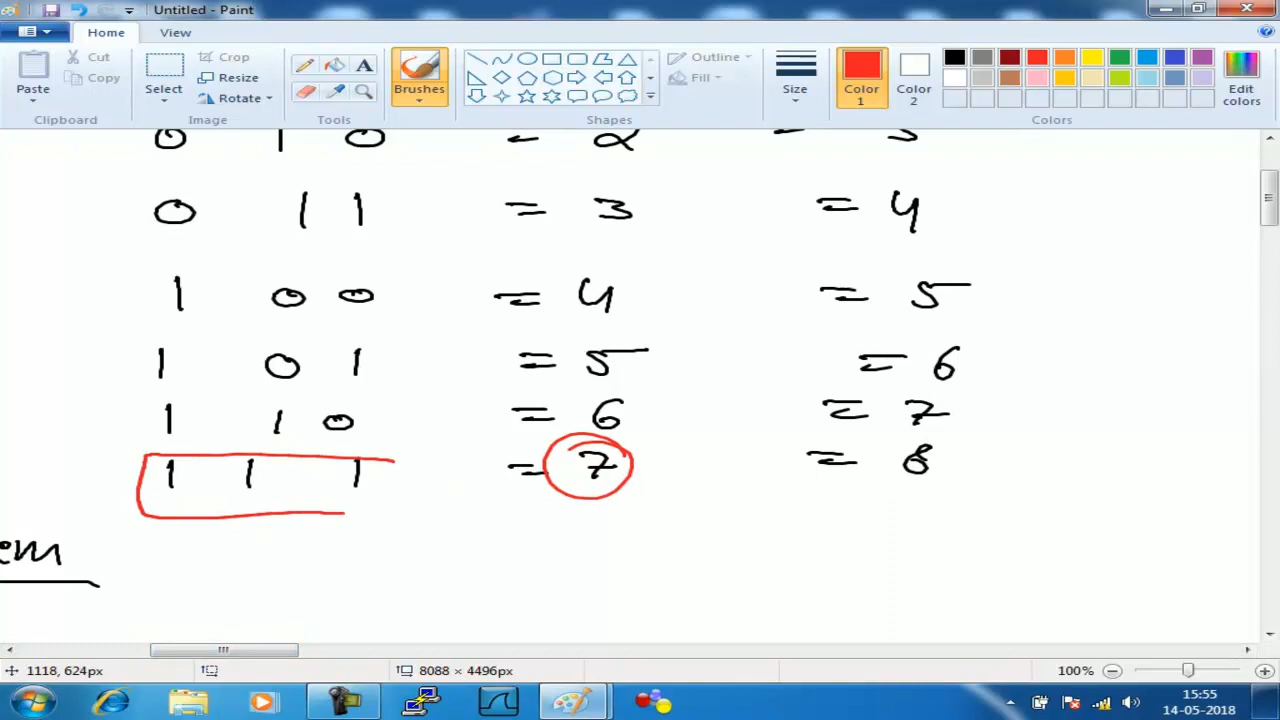 Untitled - Paint
Home View
Cut
Copy
Paste
Clipboard
Select
Crop
Resize
Rotate
Image
A
Tools
Brushes
Shapes
Outline
Fill
Size
Color 1
Color 2
Edit colors
Colors
0 1 0 = 2 = 3
0 1 1 = 3 = 4
1 0 0 = 4 = 5
1 0 1 = 5 = 6
1 1 0 = 6 = 7
1 1 1 = 7 = 8
em
1118, 624px 8088 × 4496px 100%
15:55
14-05-2018